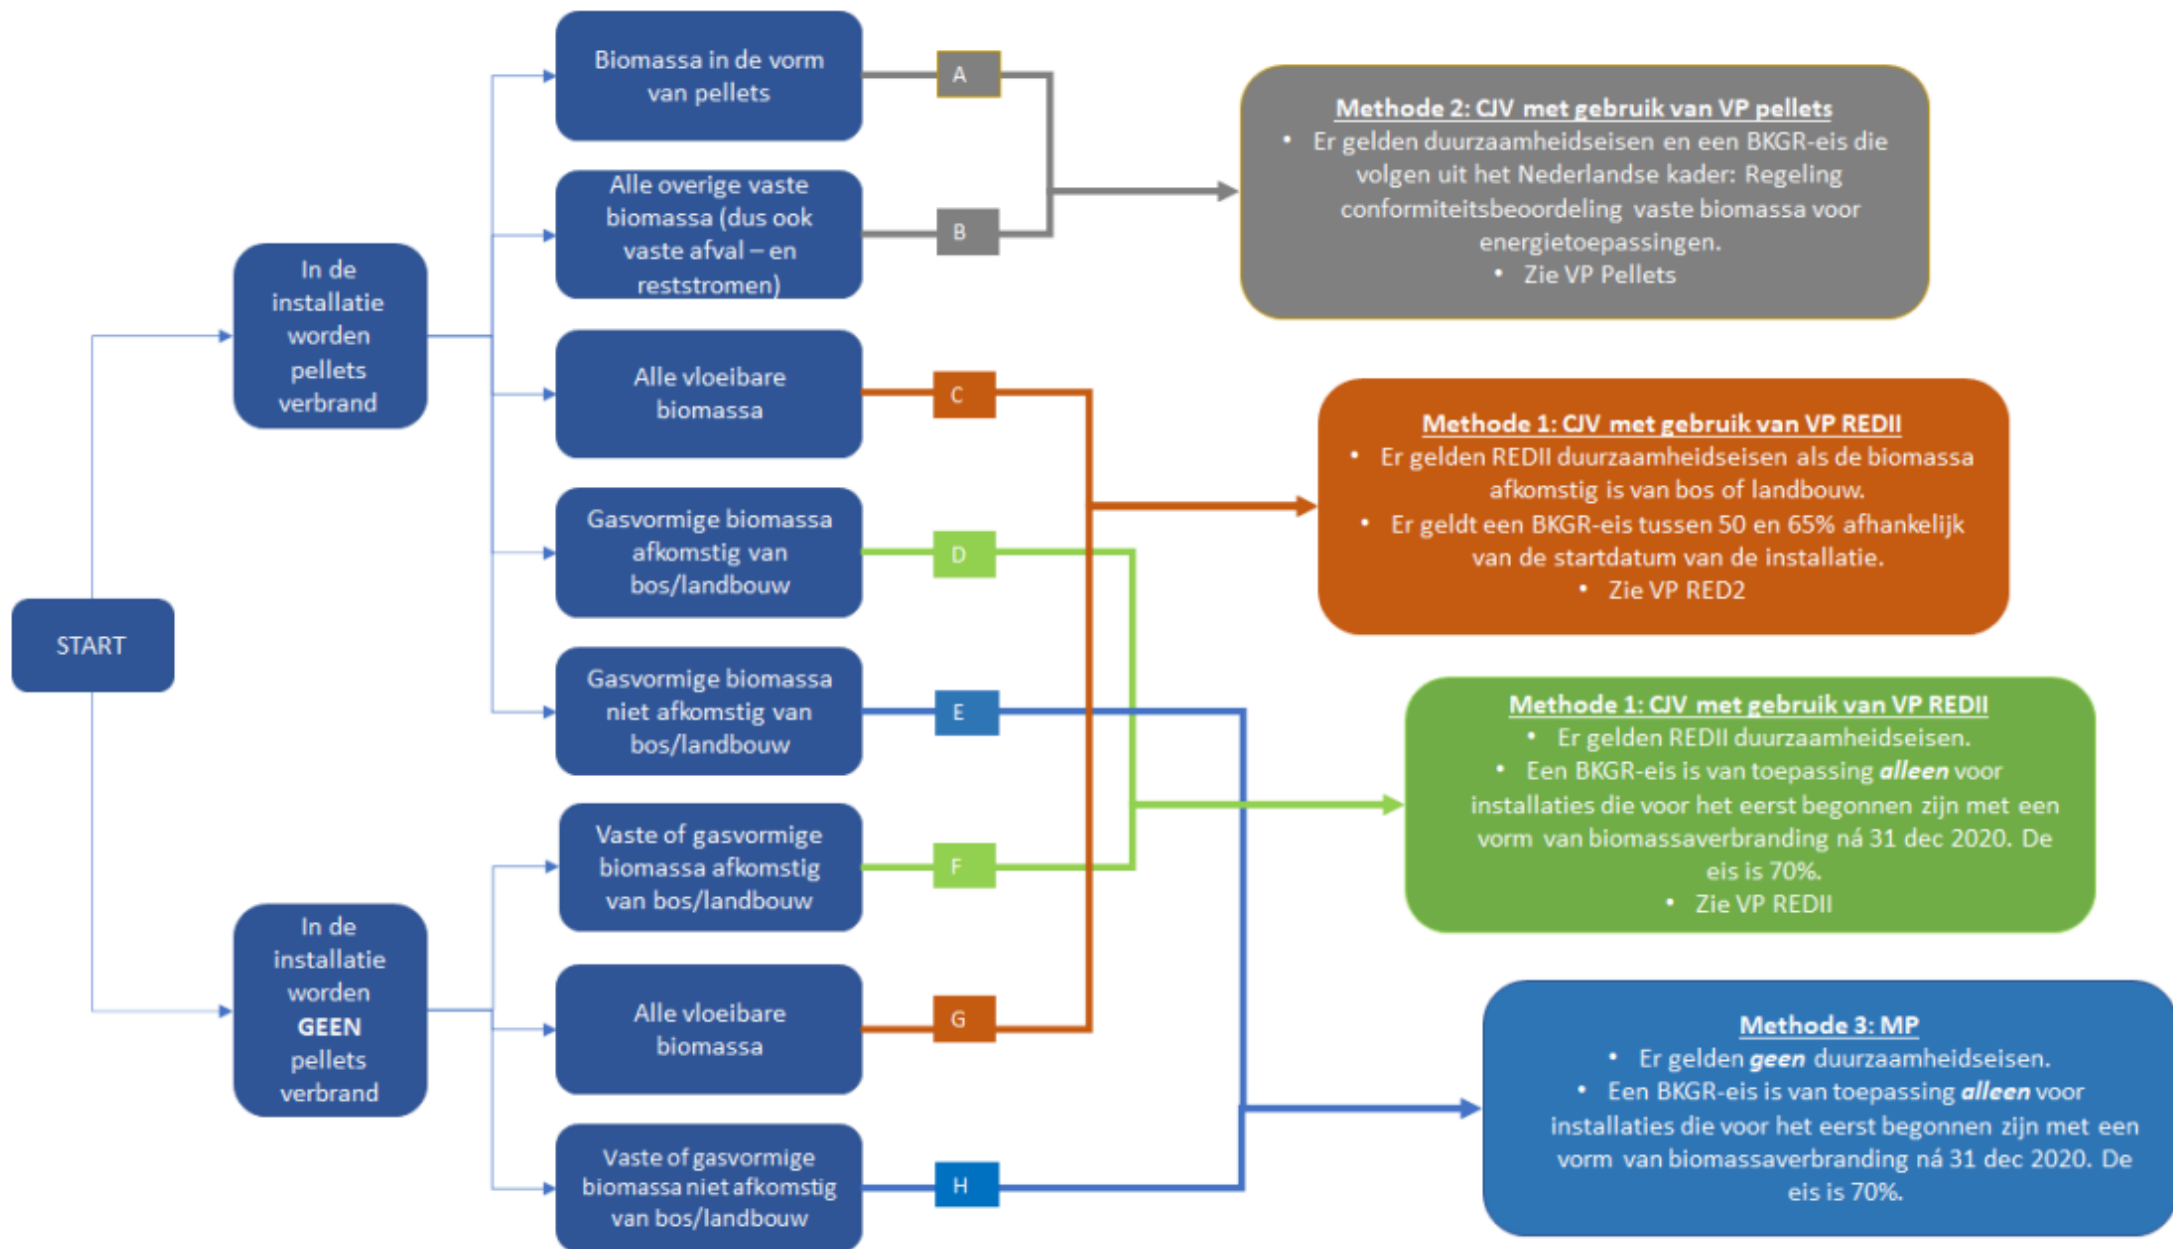 START
In de
installatie
worden
pellets
verbrand
In de
installatie
worden
GEEN
pellets
verbrand
Biomassa in de vorm
van pellets
Alle overige vaste
biomassa (dus ook
vaste afval – en
reststromen)
Alle vloeibare
biomassa
Gasvormige biomassa
afkomstig van
bos/landbouw
Gasvormige biomassa
niet afkomstig van
bos/landbouw
Vaste of gasvormige
biomassa afkomstig
van bos/landbouw
Alle vloeibare
biomassa
Vaste of gasvormige
biomassa niet afkomstig
van bos/landbouw
A
B
C
D
E
F
G
H
Methode 2: CJV met gebruik van VP pellets
• Er gelden duurzaamheidseisen en een BKGR-eis die
volgen uit het Nederlandse kader: Regeling
conformiteitsbeoordeling vaste biomassa voor
energietoepassingen.
• Zie VP Pellets
Methode 1: CJV met gebruik van VP REDII
• Er gelden REDII duurzaamheidseisen als de biomassa
afkomstig is van bos of landbouw.
• Er geldt een BKGR-eis tussen 50 en 65% afhankelijk
van de startdatum van de installatie.
• Zie VP RED2
Methode 1: CJV met gebruik van VP REDII
• Er gelden REDII duurzaamheidseisen.
• Een BKGR-eis is van toepassing alleen voor
installaties die voor het eerst begonnen zijn met een
vorm van biomassaverbranding ná 31 dec 2020. De
eis is 70%.
• Zie VP REDII
Methode 3: MP
• Er gelden geen duurzaamheidseisen.
• Een BKGR-eis is van toepassing alleen voor
installaties die voor het eerst begonnen zijn met een
vorm van biomassaverbranding ná 31 dec 2020. De
eis is 70%.